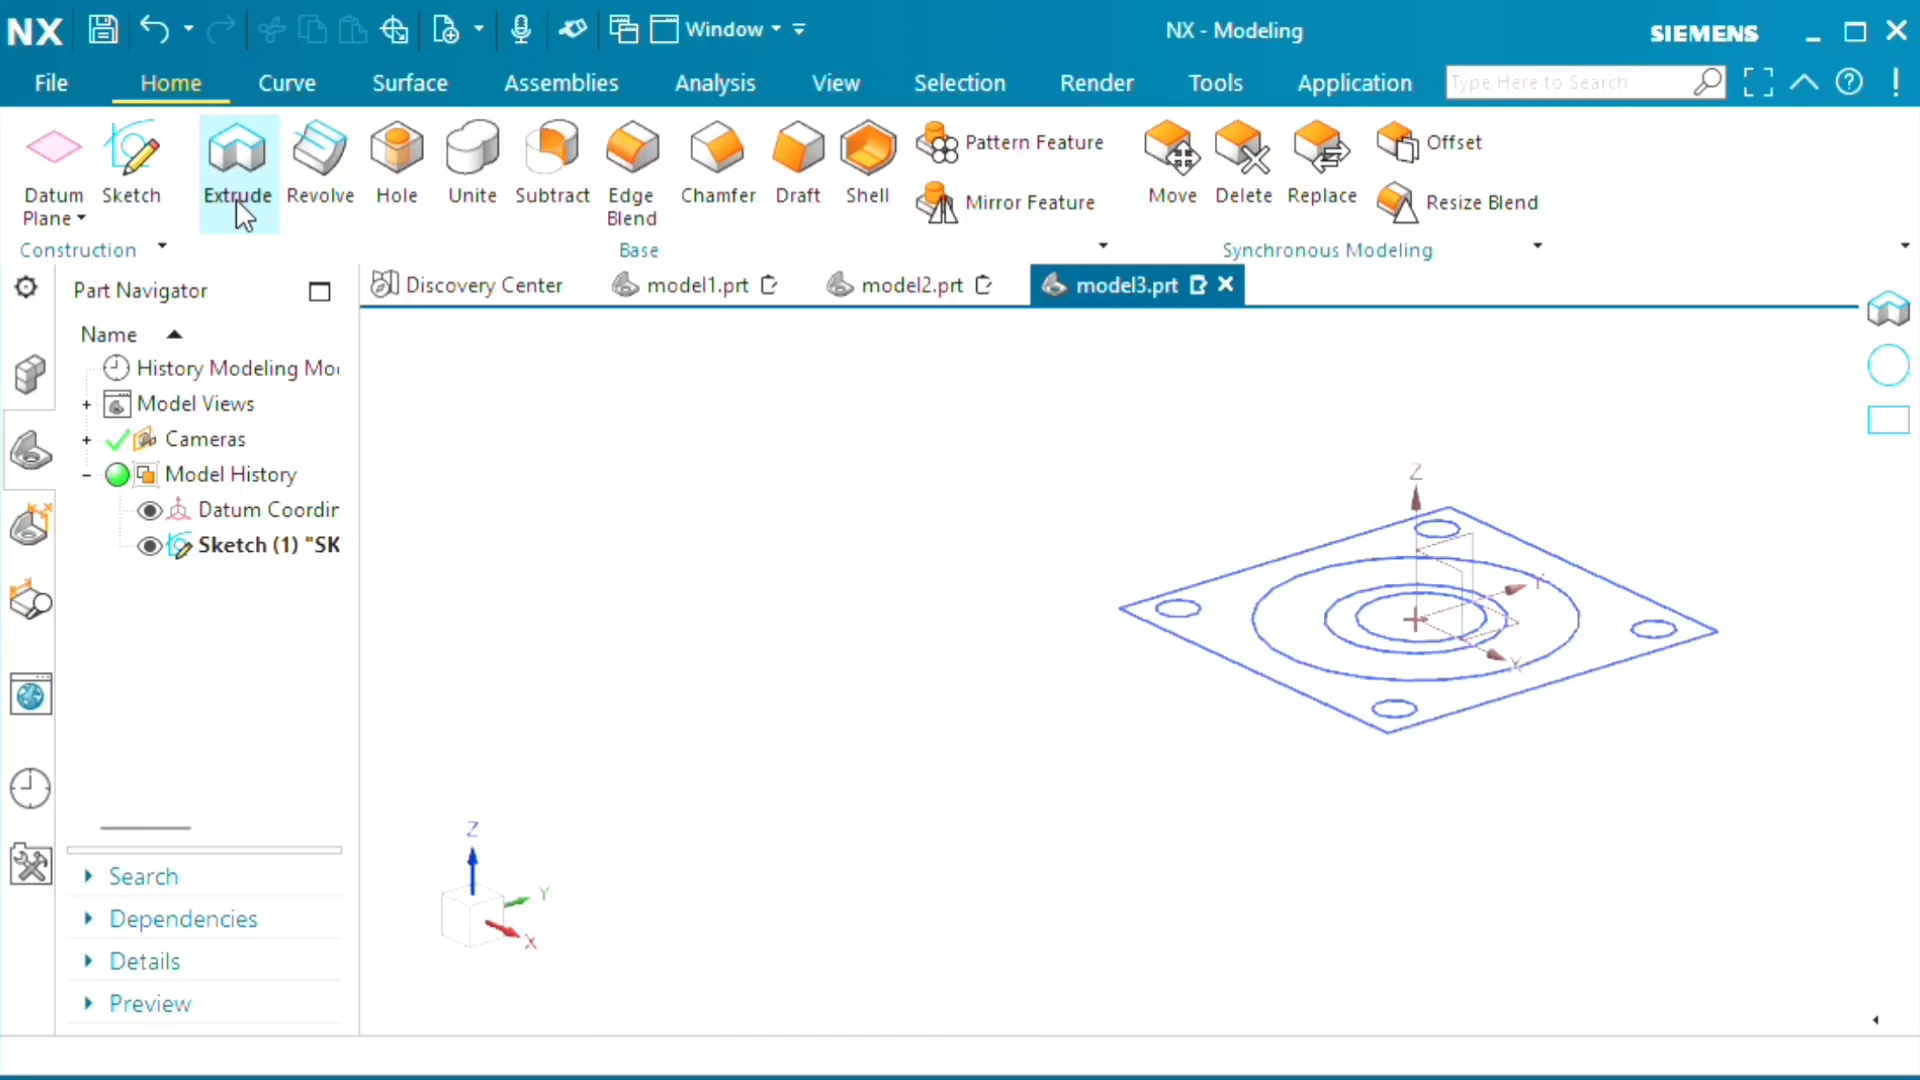 NX
Window
NX - Modeling
SIEMENS
File
Home
Curve
Surface
Assemblies
Analysis
View
Selection
Render
Tools
Application
Type Here to Search
Datum Plane
Sketch
Extrude
Revolve
Hole
Unite
Subtract
Edge Blend
Chamfer
Draft
Shell
Pattern Feature
Mirror Feature
Move
Delete
Replace
Offset
Resize Blend
Construction
Base
Synchronous Modeling
Part Navigator
Discovery Center
model1.prt
model2.prt
model3.prt
Name
History Modeling Mo
+ Model Views
+ Cameras
- Model History
Datum Coordin
Sketch (1) "SK
Z
Y
X
Z
Y
X
Search
Dependencies
Details
Preview